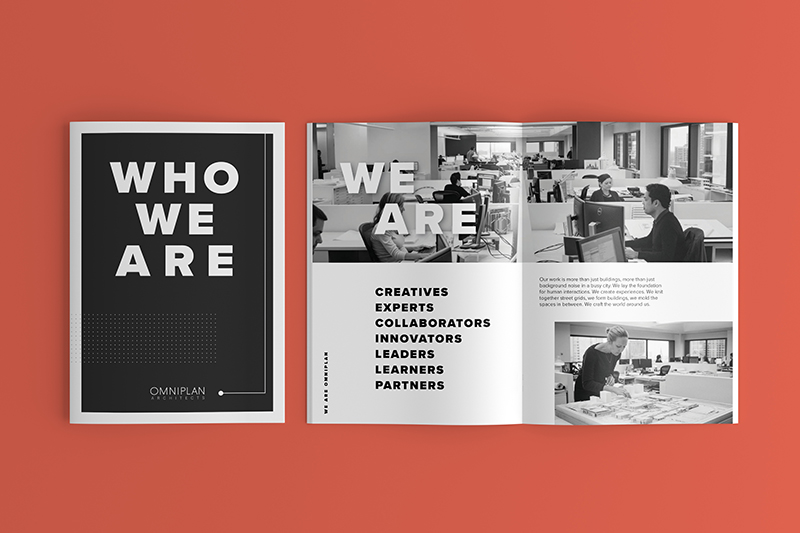 WHO
WE
ARE
OMNIPLAN
ARCHITECTS
WE
ARE
CREATIVES
EXPERTS
COLLABORATORS
INNOVATORS
LEADERS
LEARNERS
PARTNERS
WE ARE OMNIPLAN
Our work is more than just buildings, more than just
background noise in a busy city. We lay the foundation
for human interactions. We create experiences. We knit
together street grids, we form buildings, we mold the
spaces in between. We craft the world around us.